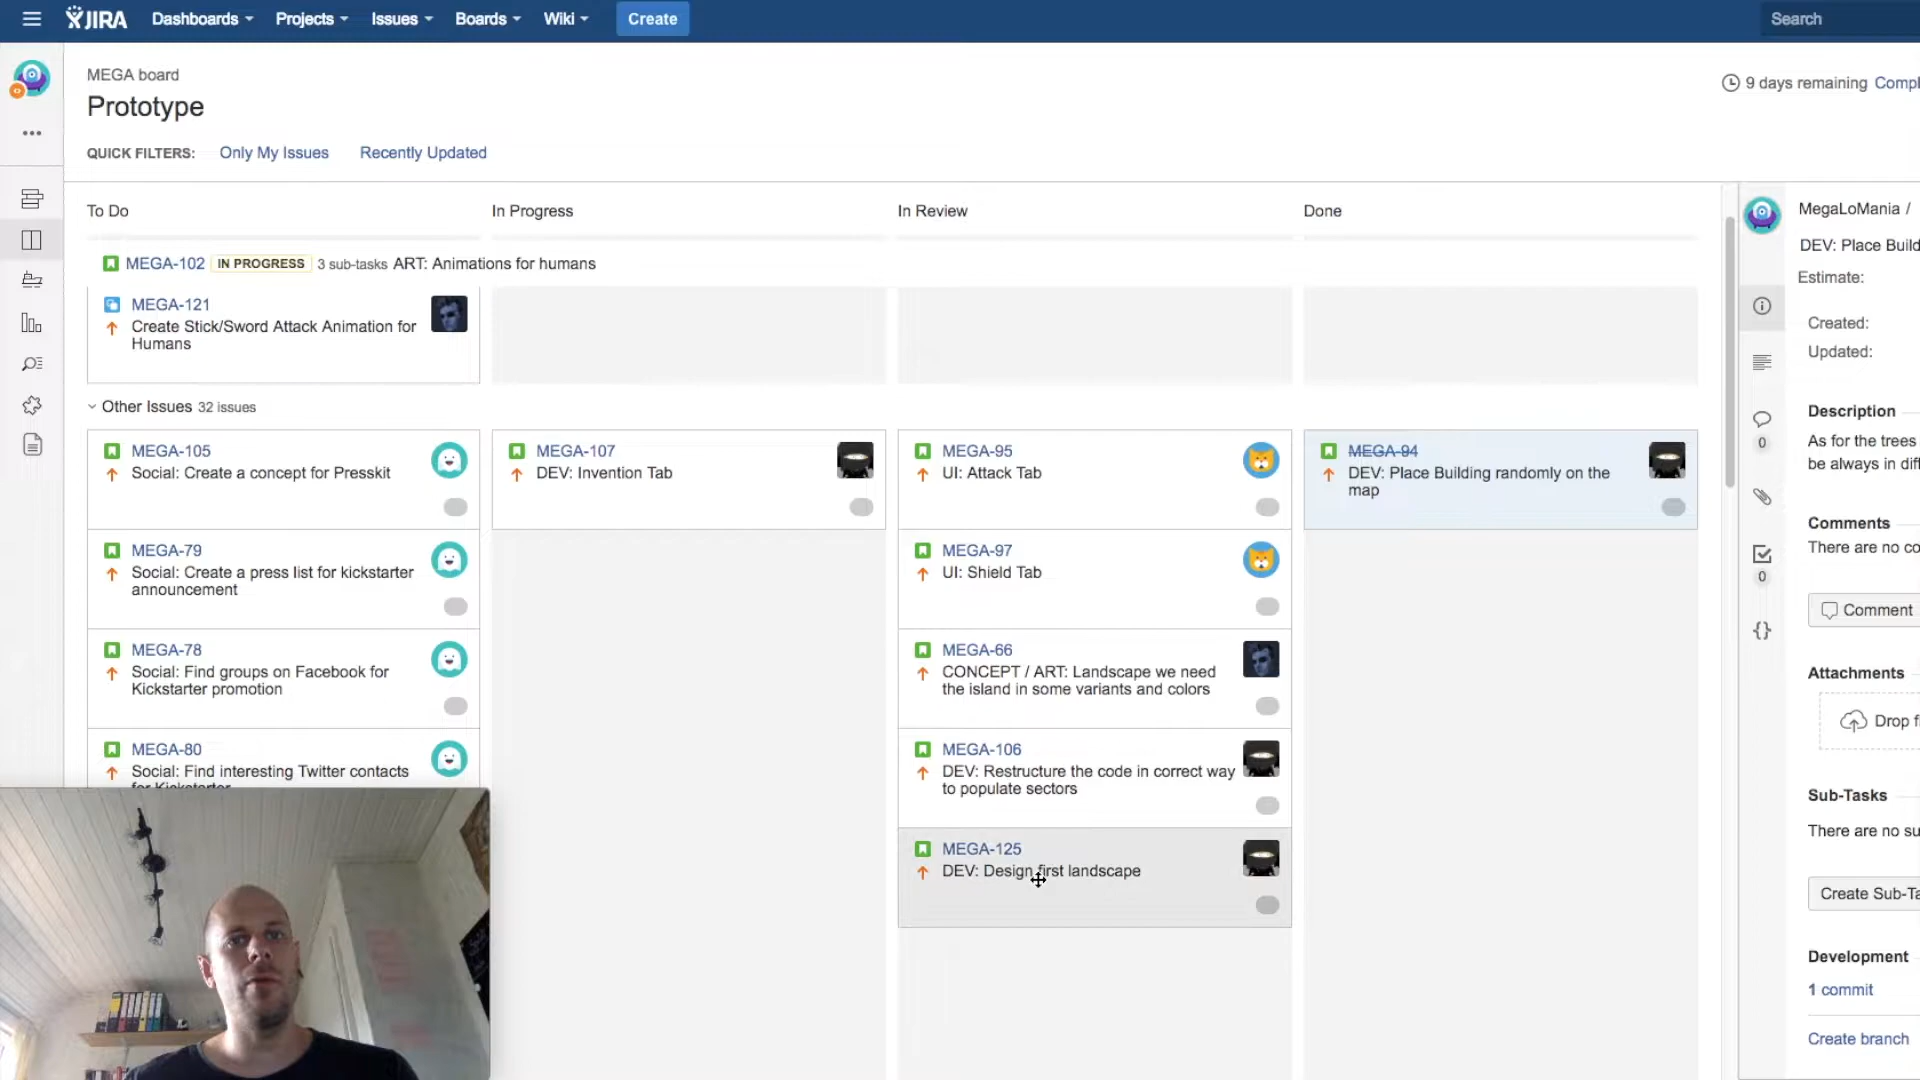 JIRA
Dashboards
Projects
Issues
Boards
Wiki
Create
Search
MEGA board
Prototype
9 days remaining Compl
QUICK FILTERS: Only My Issues Recently Updated
To Do
In Progress
In Review
Done
MEGA-102 IN PROGRESS 3 sub-tasks ART: Animations for humans
MEGA-121
Create Stick/Sword Attack Animation for
Humans
Other Issues 32 issues
MEGA-105
Social: Create a concept for Presskit
MEGA-79
Social: Create a press list for kickstarter
announcement
MEGA-78
Social: Find groups on Facebook for
Kickstarter promotion
MEGA-80
Social: Find interesting Twitter contacts
for Kickstarter
MEGA-107
DEV: Invention Tab
MEGA-95
UI: Attack Tab
MEGA-97
UI: Shield Tab
MEGA-66
CONCEPT / ART: Landscape we need
the island in some variants and colors
MEGA-106
DEV: Restructure the code in correct way
to populate sectors
MEGA-125
DEV: Design first landscape
MEGA-94
DEV: Place Building randomly on the
map
0
0
MegaLoMania /
DEV: Place Build
Estimate:
Created:
Updated:
Description
As for the trees
be always in diff
Comments
There are no co
Comment
Attachments
Drop f
Sub-Tasks
There are no su
Create Sub-Ta
Development
1 commit
Create branch